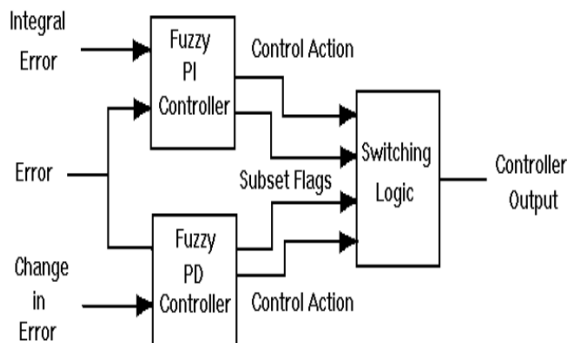 Integral
Error
Fuzzy
PI
Controller
Control Action
Error
Subset Flags
Switching
Logic
Controller
Output
Change
in
Error
Fuzzy
PD
Controller
Control Action